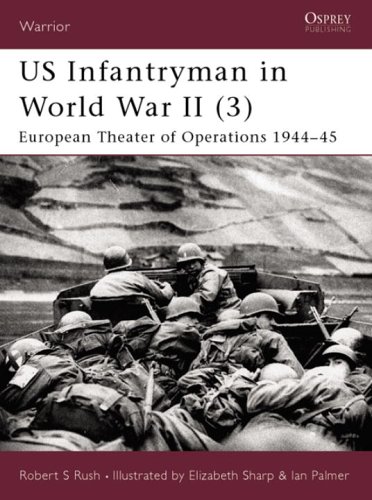 Warrior
OSPREY
PUBLISHING
US Infantryman in
World War II (3)
European Theater of Operations 1944–45
Robert S Rush · Illustrated by Elizabeth Sharp & Ian Palmer